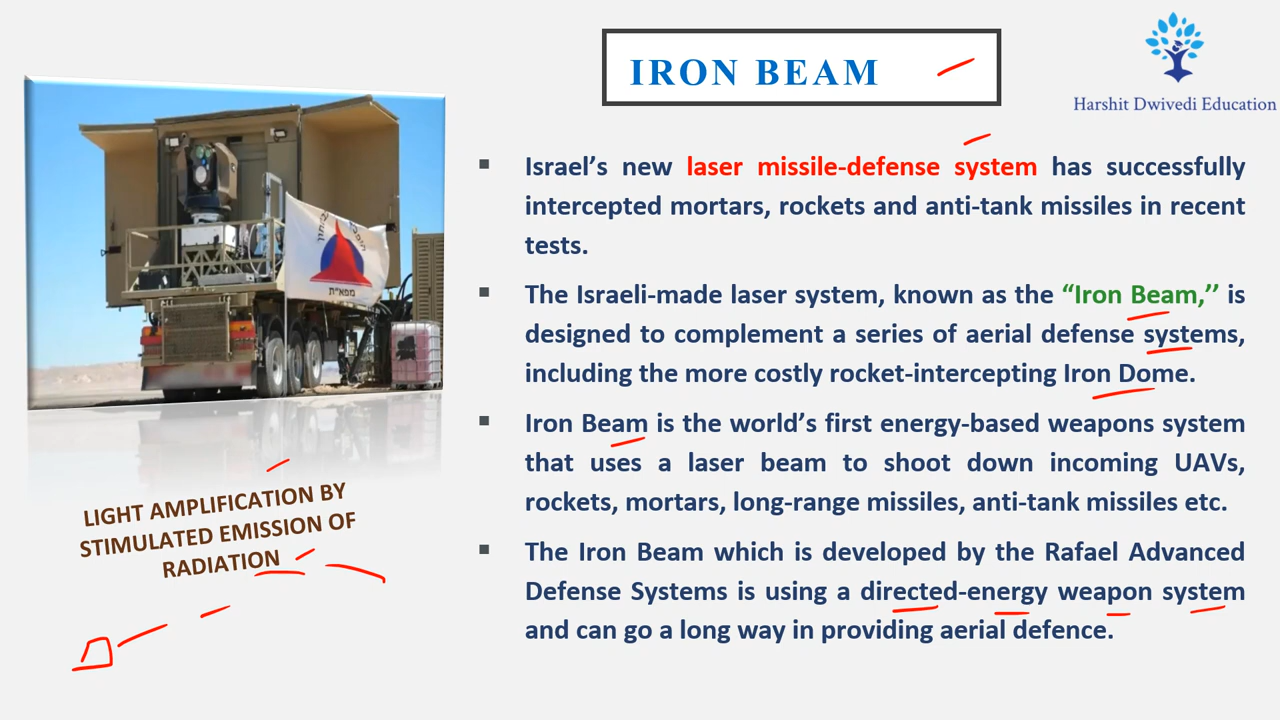 IRON BEAM
Harshit Dwivedi Education
▪ Israel’s new laser missile-defense system has successfully
intercepted mortars, rockets and anti-tank missiles in recent
tests.
▪ The Israeli-made laser system, known as the “Iron Beam,’’ is
designed to complement a series of aerial defense systems,
including the more costly rocket-intercepting Iron Dome.
▪ Iron Beam is the world’s first energy-based weapons system
that uses a laser beam to shoot down incoming UAVs,
rockets, mortars, long-range missiles, anti-tank missiles etc.
▪ The Iron Beam which is developed by the Rafael Advanced
Defense Systems is using a directed-energy weapon system
and can go a long way in providing aerial defence.
מפא״ת
LIGHT AMPLIFICATION BY
STIMULATED EMISSION OF
RADIATION